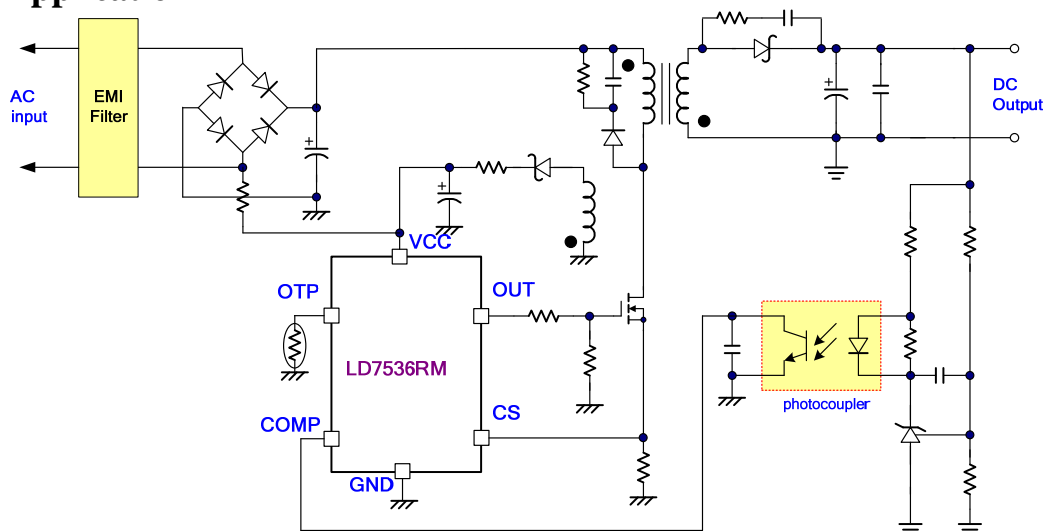 AC
input
EMI
Filter
DC
Output
+
+
+
VCC
OTP
OUT
LD7536RM
COMP
CS
GND
photocoupler